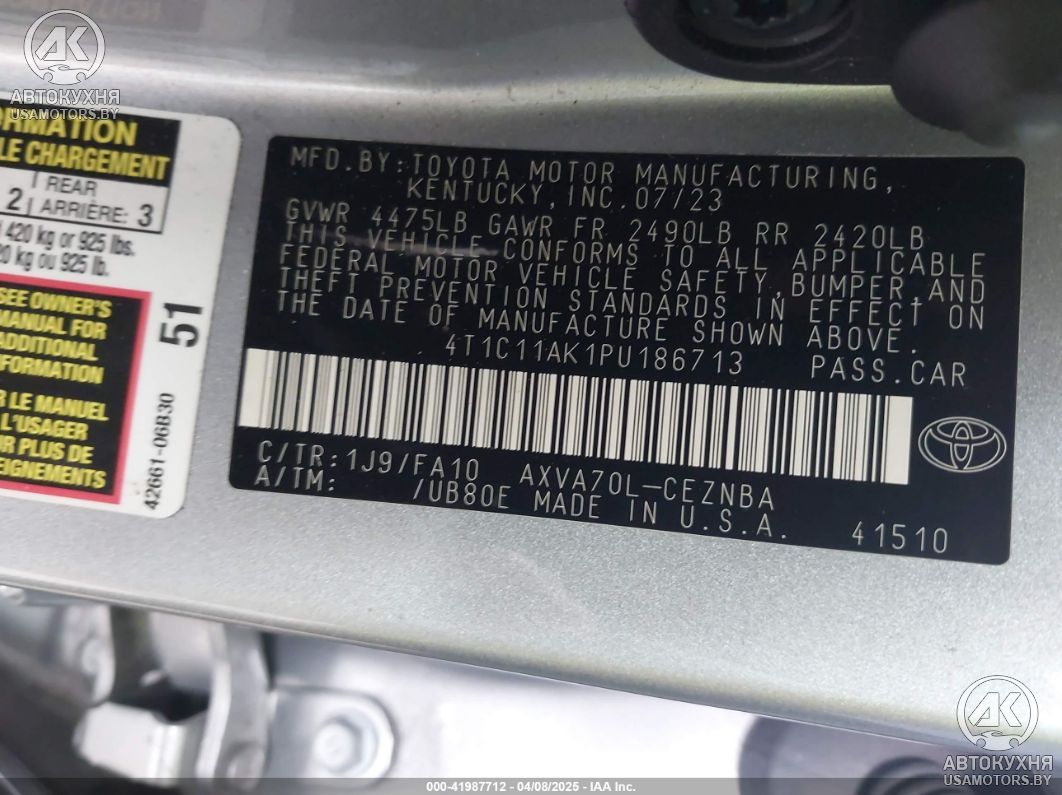 АВТОКУХНЯ
USAMOTORS.BY
RMATION
LE CHARGEMENT
2 | REAR
ARRIÈRE: 3
420 kg or 925 lbs.
20 kg ou 925 lb.
SEE OWNER'S
MANUAL FOR
ADDITIONAL
INFORMATION
R LE MANUEL
L'USAGER
R PLUS DE
EIGNEMENTS
51
42661-06B30
MFD.BY:TOYOTA MOTOR MANUFACTURING,
KENTUCKY,INC.07/23
GVWR 4475LB GAWR FR 2490LB RR 2420LB
THIS VEHICLE CONFORMS TO ALL APPLICABLE
FEDERAL MOTOR VEHICLE SAFETY,BUMPER,AND
THEFT PREVENTION STANDARDS IN EFFECT ON
THE DATE OF MANUFACTURE SHOWN ABOVE.
4T1C11AK1PU186713 PASS.CAR
C/TR:1J9/FA10 AXVA70L-CEZNBA
A/TM: /UB80E MADE IN U.S.A.
41510
АВТОКУХНЯ
USAMOTORS.BY
000-41987712 - 04/08/2025 - IAA Inc.